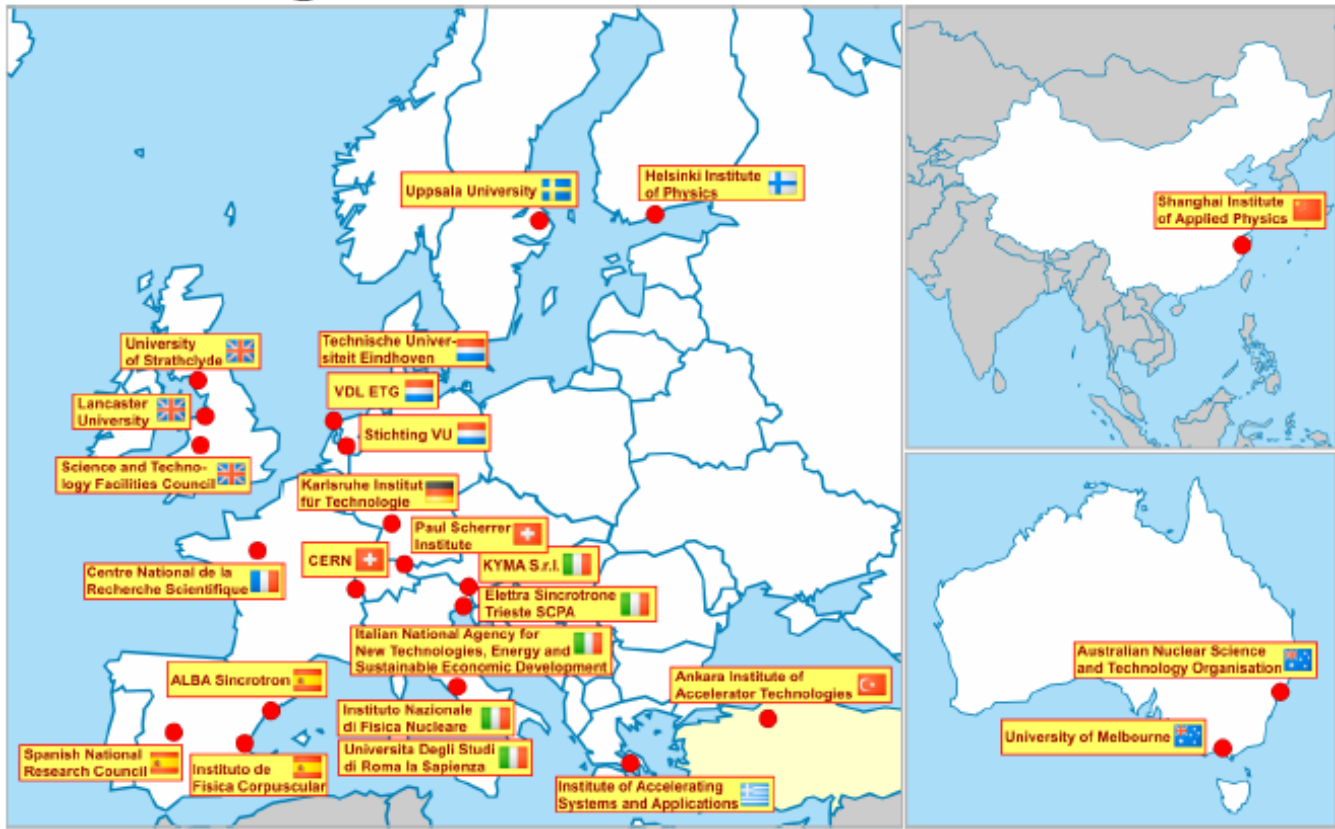 Uppsala University
Helsinki Institute
of Physics
Shanghai Institute
of Applied Physics
University
of Strathclyde
Technische Univer-
siteit Eindhoven
VDL ETG
Lancaster
University
Stichting VU
Science and Techno-
logy Facilities Council
Karlsruhe Institut
für Technologie
Paul Scherrer
Institute
CERN
KYMA S.r.l.
Centre National de la
Recherche Scientifique
Elettra Sincrotrone
Trieste SCPA
Italian National Agency for
New Technologies, Energy and
Sustainable Economic Development
ALBA Sincrotron
Ankara Institute of
Accelerator Technologies
Instituto Nazionale
di Fisica Nucleare
Spanish National
Research Council
Instituto de
Fisica Corpuscular
Universita Degli Studi
di Roma la Sapienza
Institute of Accelerating
Systems and Applications
Australian Nuclear Science
and Technology Organisation
University of Melbourne